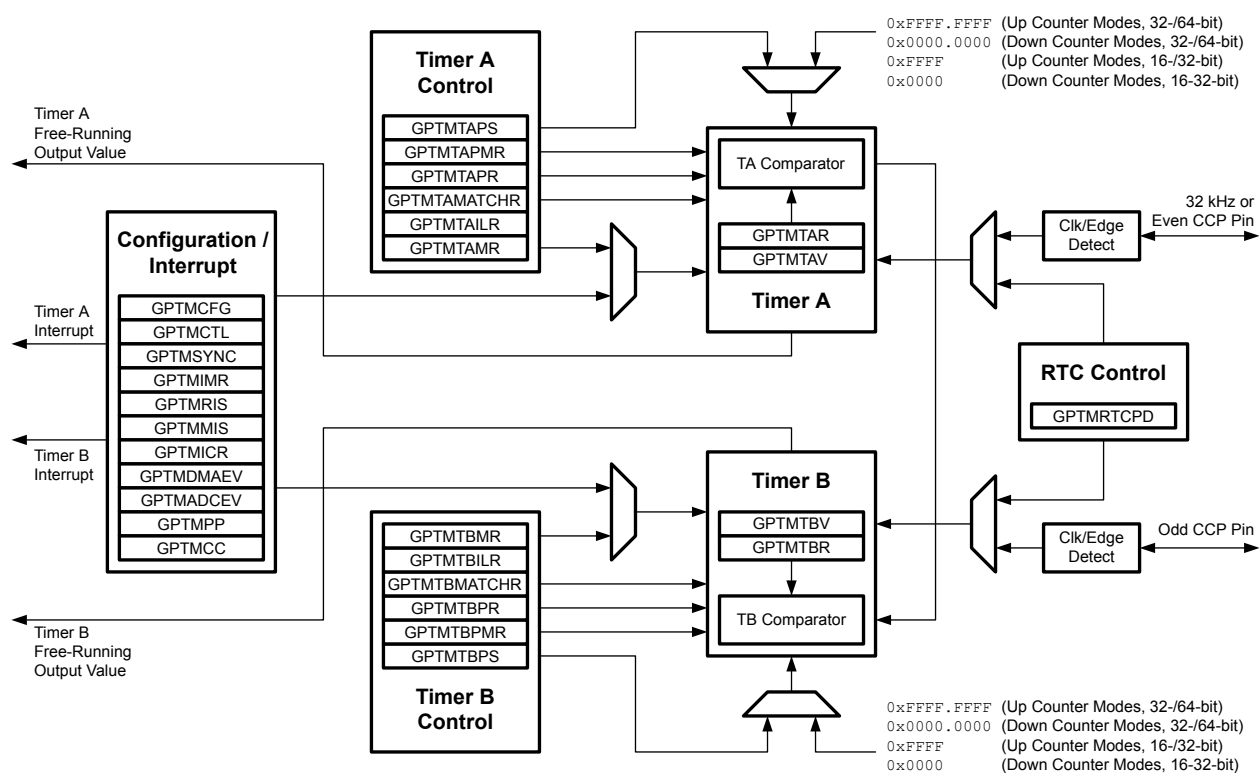 0xFFFF.FFFF (Up Counter Modes, 32-/64-bit)
0x0000.0000 (Down Counter Modes, 32-/64-bit)
0xFFFF (Up Counter Modes, 16-/32-bit)
0x0000 (Down Counter Modes, 16-32-bit)
Timer A
Control
GPTMTAPS
GPTMTAPMR
GPTMTAPR
GPTMTAMATCHR
GPTMTAILR
GPTMTAMR
Timer A
Free-Running
Output Value
TA Comparator
GPTMTAR
GPTMTAV
Timer A
Clk/Edge
Detect
32 kHz or
Even CCP Pin
Configuration /
Interrupt
GPTMCFG
GPTMCTL
GPTMSYNC
GPTMIMR
GPTMRIS
GPTMMIS
GPTMICR
GPTMDMAEV
GPTMADCEV
GPTMPP
GPTMCC
Timer A
Interrupt
Timer B
Interrupt
RTC Control
GPTMRTCPD
Timer B
GPTMTBV
GPTMTBR
TB Comparator
Clk/Edge
Detect
Odd CCP Pin
GPTMTBMR
GPTMTBILR
GPTMTBMATCHR
GPTMTBPR
GPTMTBPMR
GPTMTBPS
Timer B
Control
Timer B
Free-Running
Output Value
0xFFFF.FFFF (Up Counter Modes, 32-/64-bit)
0x0000.0000 (Down Counter Modes, 32-/64-bit)
0xFFFF (Up Counter Modes, 16-/32-bit)
0x0000 (Down Counter Modes, 16-32-bit)